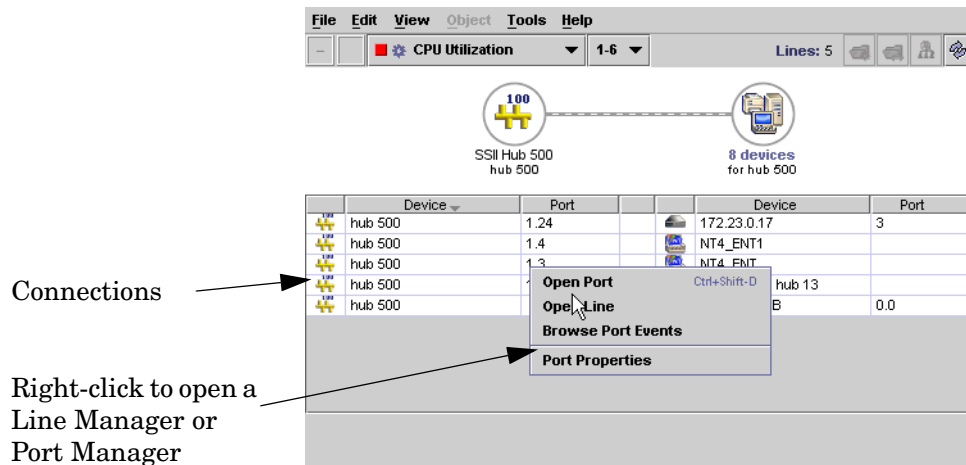 File Edit View Object Tools Help
– CPU Utilization 1-6 Lines: 5
100
SSII Hub 500
hub 500
8 devices
for hub 500
Device Port Device Port
hub 500 1.24 172.23.0.17 3
hub 500 1.4 NT4_ENT1
hub 500 1.3 NT4_ENT
hub 500 hub 13
hub 500 B 0.0
Open Port Ctrl+Shift-D
Open Line
Browse Port Events
Port Properties
Connections
Right-click to open a
Line Manager or
Port Manager